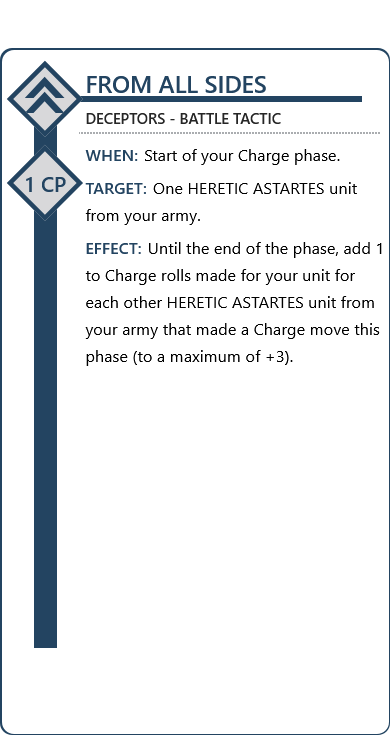 FROM ALL SIDES
DECEPTORS - BATTLE TACTIC
1 CP
WHEN: Start of your Charge phase.
TARGET: One HERETIC ASTARTES unit
from your army.
EFFECT: Until the end of the phase, add 1
to Charge rolls made for your unit for
each other HERETIC ASTARTES unit from
your army that made a Charge move this
phase (to a maximum of +3).